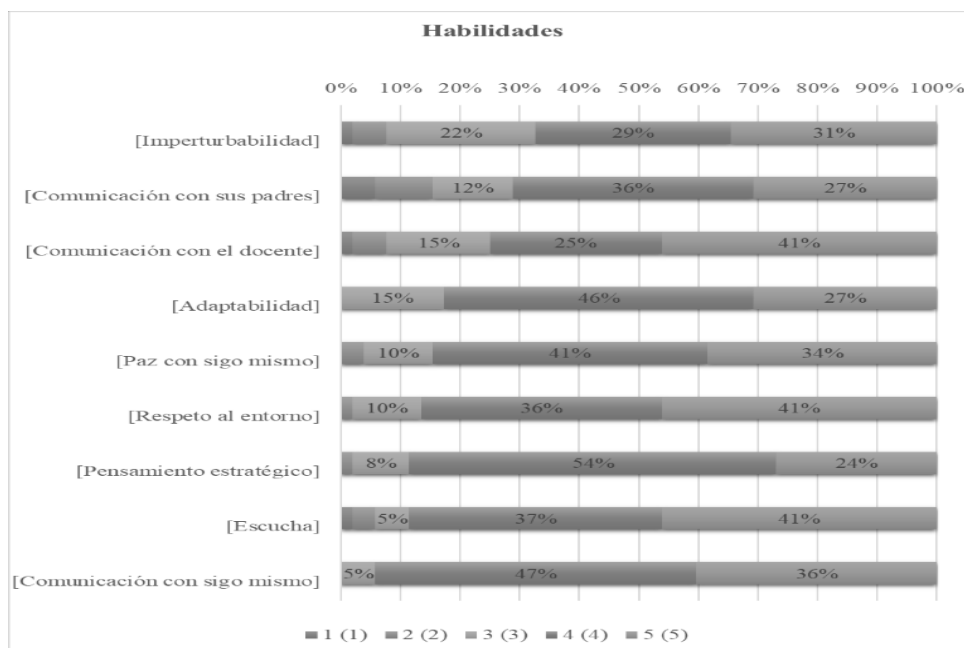 Habilidades
0% 10% 20% 30% 40% 50% 60% 70% 80% 90% 100%
[Imperturbabilidad] 22% 29% 31%
[Comunicación con sus padres] 12% 36% 27%
[Comunicación con el docente] 15% 25% 41%
[Adaptabilidad] 15% 46% 27%
[Paz con sigo mismo] 10% 41% 34%
[Respeto al entorno] 10% 36% 41%
[Pensamiento estratégico] 8% 54% 24%
[Escucha] 5% 37% 41%
[Comunicación con sigo mismo] 5% 47% 36%
1 (1) 2 (2) 3 (3) 4 (4) 5 (5)